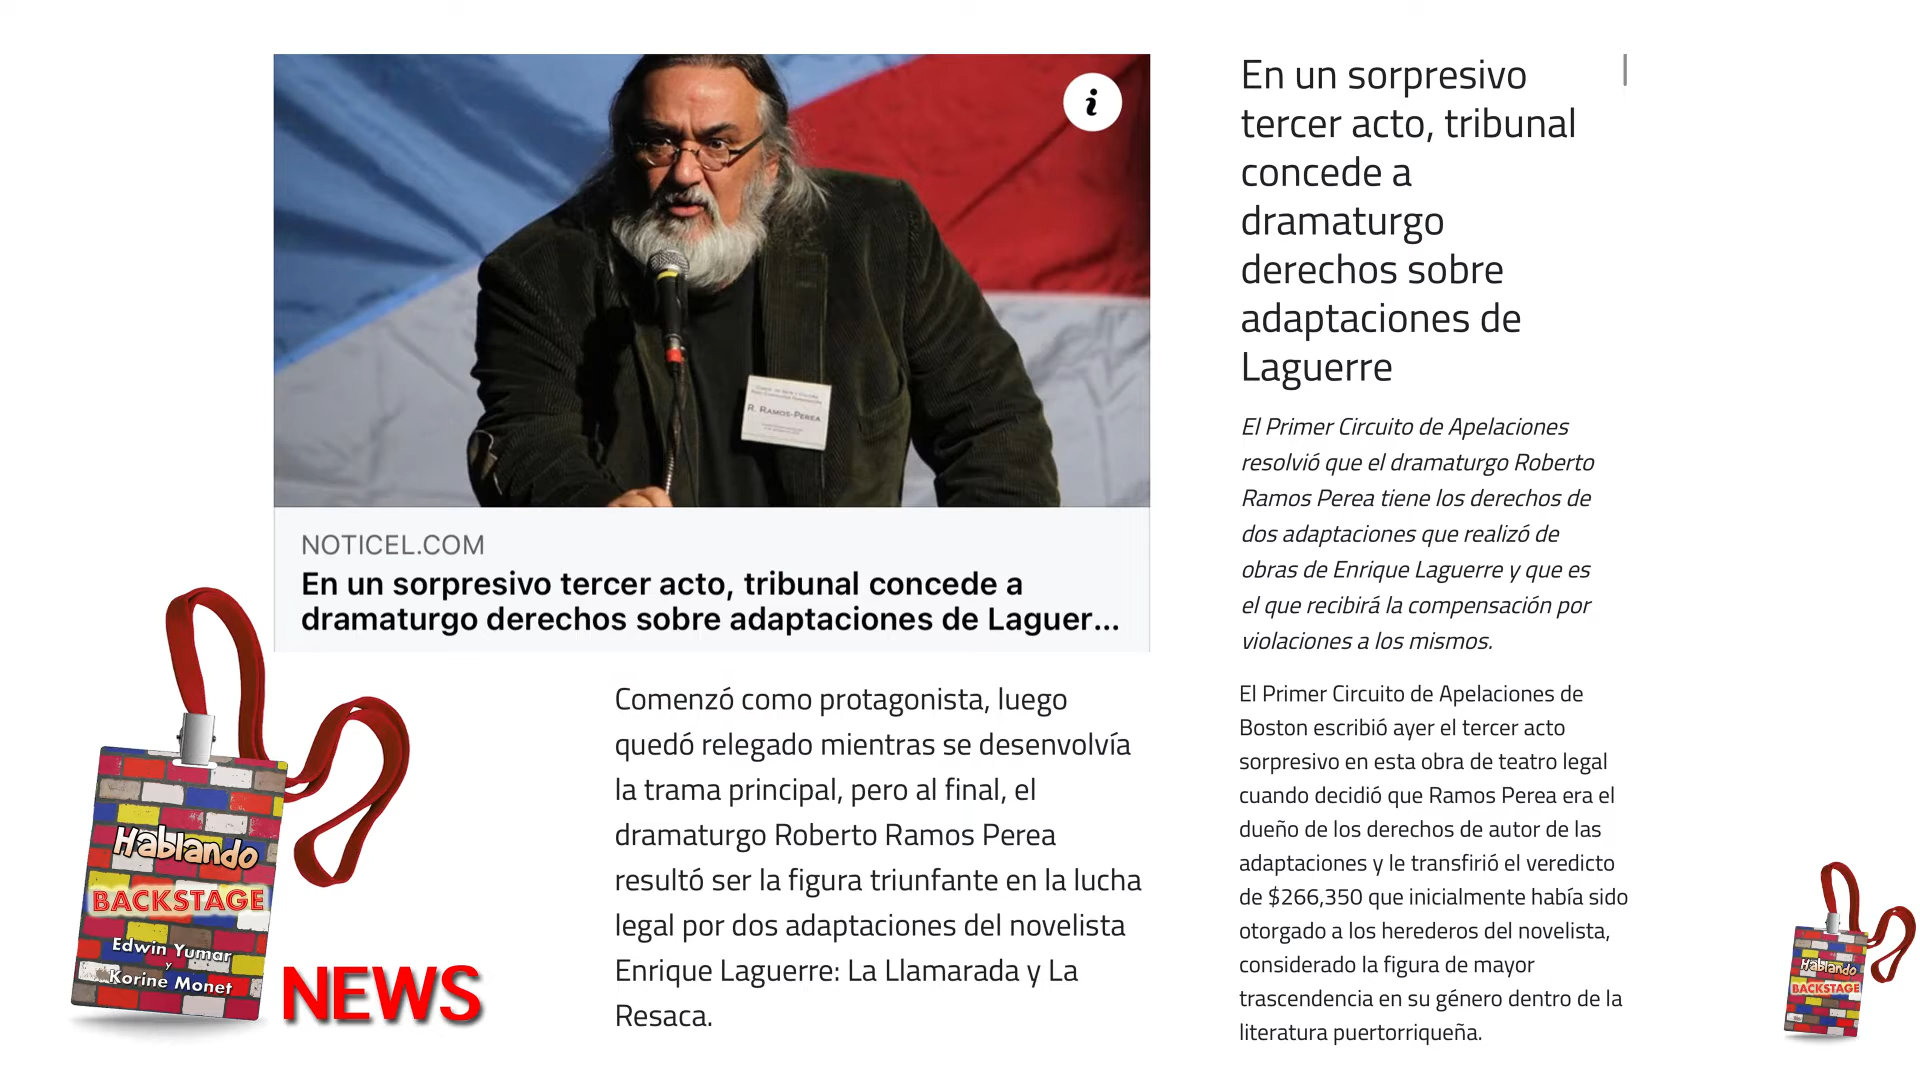 R. RAMOS-PEREA
NOTICEL.COM
En un sorpresivo tercer acto, tribunal concede a
dramaturgo derechos sobre adaptaciones de Laguer...
Comenzó como protagonista, luego
quedó relegado mientras se desenvolvía
la trama principal, pero al final, el
dramaturgo Roberto Ramos Perea
resultó ser la figura triunfante en la lucha
legal por dos adaptaciones del novelista
Enrique Laguerre: La Llamarada y La
Resaca.
En un sorpresivo
tercer acto, tribunal
concede a
dramaturgo
derechos sobre
adaptaciones de
Laguerre
El Primer Circuito de Apelaciones
resolvió que el dramaturgo Roberto
Ramos Perea tiene los derechos de
dos adaptaciones que realizó de
obras de Enrique Laguerre y que es
el que recibirá la compensación por
violaciones a los mismos.
El Primer Circuito de Apelaciones de
Boston escribió ayer el tercer acto
sorpresivo en esta obra de teatro legal
cuando decidió que Ramos Perea era el
dueño de los derechos de autor de las
adaptaciones y le transfirió el veredicto
de $266,350 que inicialmente había sido
otorgado a los herederos del novelista,
considerado la figura de mayor
trascendencia en su género dentro de la
literatura puertorriqueña.
Hablando
BACKSTAGE
Edwin Yumar
y
Korine Monet
NEWS
Hablando
BACKSTAGE